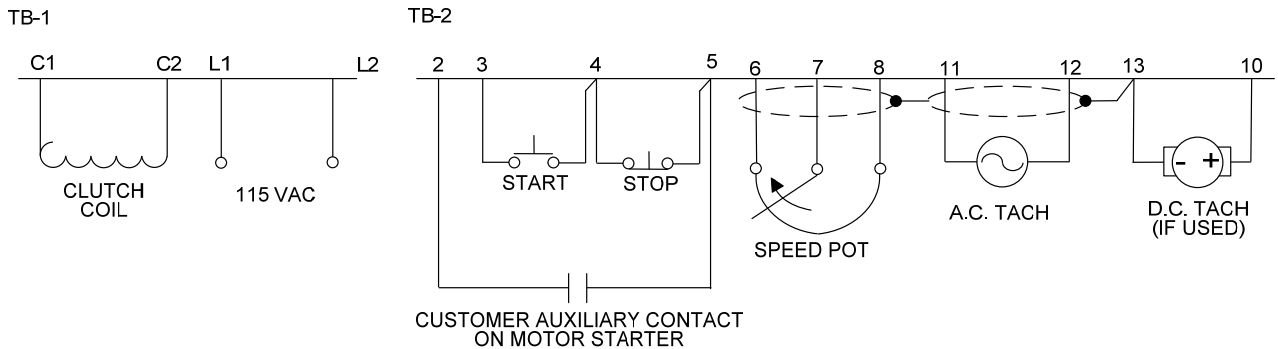 TB-1
TB-2
C1 C2 L1 L2
2 3 4 5 6 7 8 11 12 13 10
CLUTCH
COIL
115 VAC
START
STOP
SPEED POT
A.C. TACH
- +
D.C. TACH
(IF USED)
CUSTOMER AUXILIARY CONTACT
ON MOTOR STARTER